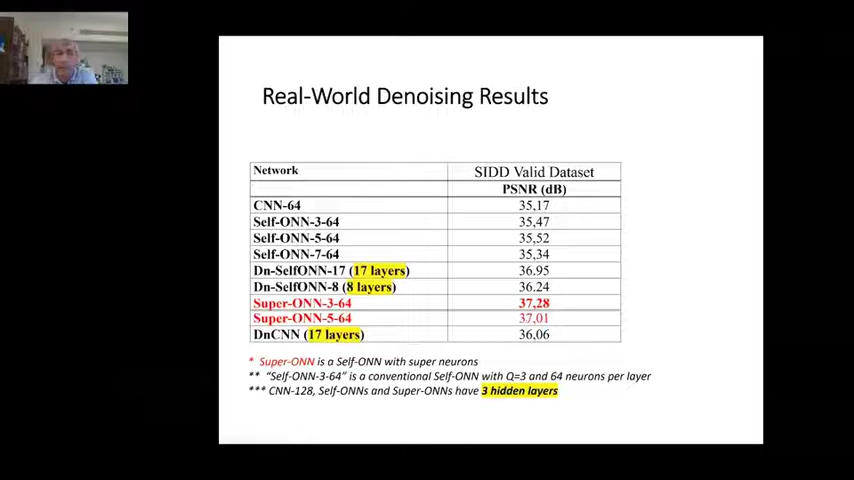 Real-World Denoising Results
Network SIDD Valid Dataset
PSNR (dB)
CNN-64 35,17
Self-ONN-3-64 35,47
Self-ONN-5-64 35,52
Self-ONN-7-64 35,34
Dn-SelfONN-17 (17 layers) 36.95
Dn-SelfONN-8 (8 layers) 36.24
Super-ONN-3-64 37,28
Super-ONN-5-64 37,01
DnCNN (17 layers) 36,06
* Super-ONN is a Self-ONN with super neurons
** "Self-ONN-3-64" is a conventional Self-ONN with Q=3 and 64 neurons per layer
*** CNN-128, Self-ONNs and Super-ONNs have 3 hidden layers